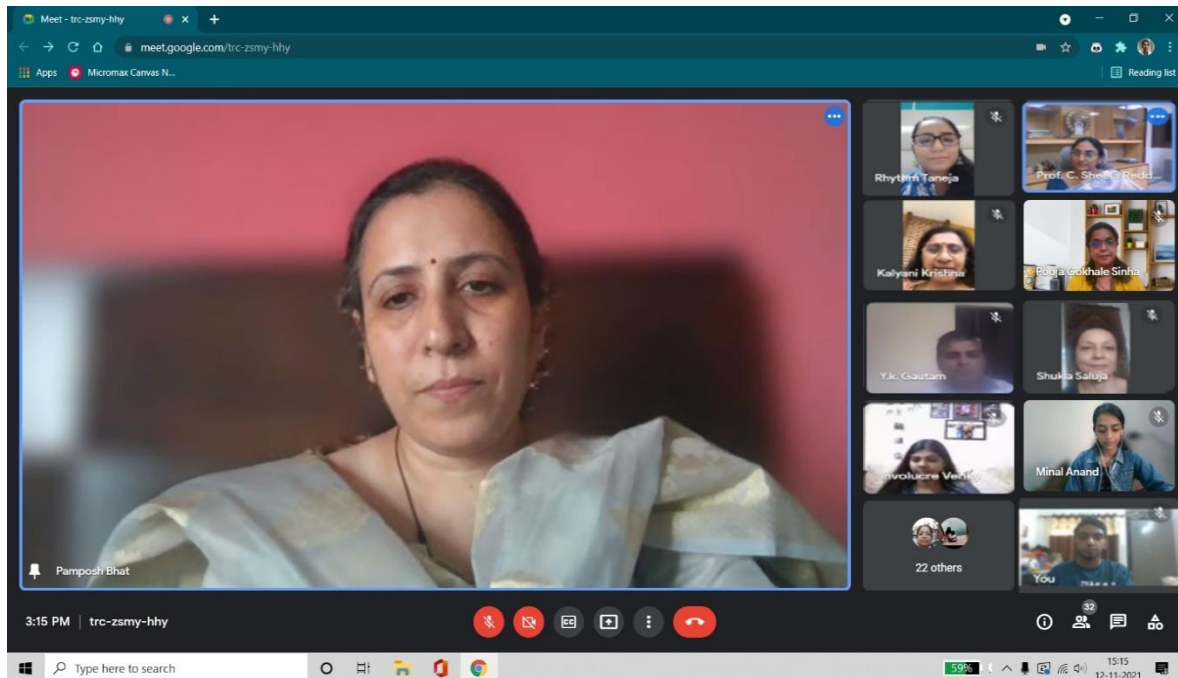 Meet - trc-zsmy-hhy
meet.google.com/trc-zsmy-hhy
Apps
Micromax Canvas N...
Reading list
Rhythm Taneja
Prof. C. Sheela Redd...
Kalyani Krishna
Pooja Gokhale Sinha
Y.k. Gautam
Shukla Saluja
Involucre Ven
Minal Anand
22 others
You
Pamposh Bhat
3:15 PM | trc-zsmy-hhy
CC
32
Type here to search
59%
15:15
12-11-2021